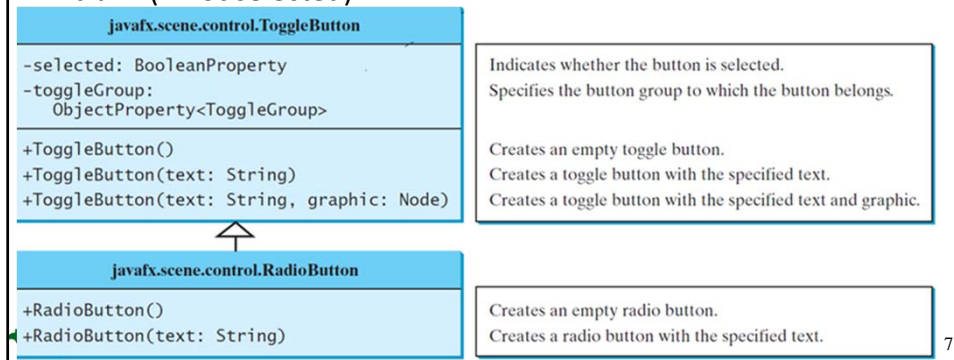 javafx.scene.control.ToggleButton
-selected: BooleanProperty
Indicates whether the button is selected.
-toggleGroup:
Specifies the button group to which the button belongs.
ObjectProperty<ToggleGroup>
+ToggleButton()
Creates an empty toggle button.
+ToggleButton(text: String)
Creates a toggle button with the specified text.
+ToggleButton(text: String, graphic: Node)
Creates a toggle button with the specified text and graphic.
javafx.scene.control.RadioButton
+RadioButton()
Creates an empty radio button.
+RadioButton(text: String)
Creates a radio button with the specified text.
7